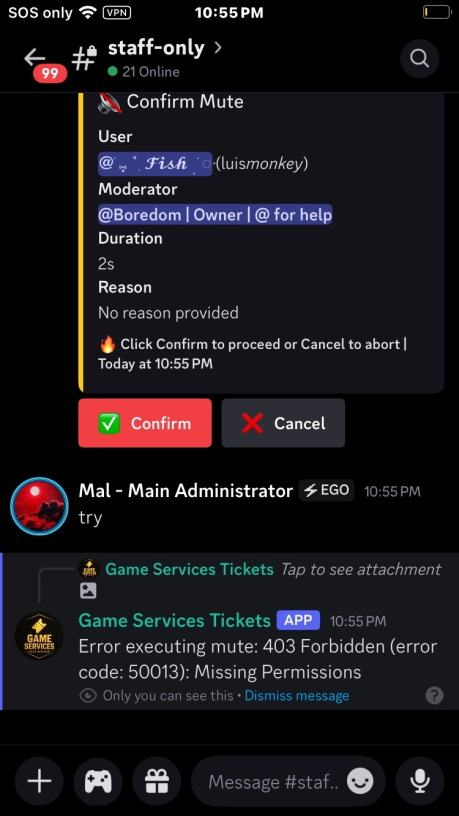 SOS only VPN 10:55 PM
99 # staff-only >
21 Online
Confirm Mute
User
@ 𝓕𝓲𝓼𝓱 (luismonkey)
Moderator
@Boredom | Owner | @ for help
Duration
2s
Reason
No reason provided
🔥 Click Confirm to proceed or Cancel to abort |
Today at 10:55 PM
✅ Confirm ❌ Cancel
Mal - Main Administrator EGO 10:55 PM
try
Game Services Tickets Tap to see attachment
GAME
SERVICES
Game Services Tickets APP 10:55 PM
Error executing mute: 403 Forbidden (error
code: 50013): Missing Permissions
Only you can see this • Dismiss message
Message #staf..